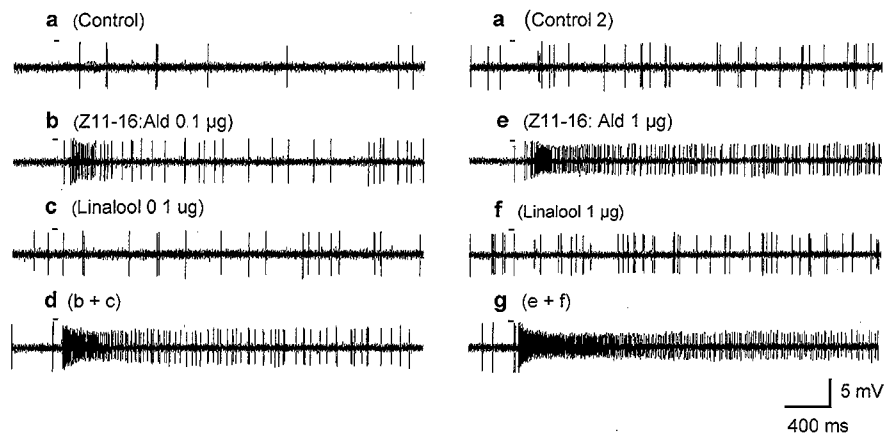 a (Control)
b (Z11-16:Ald 0.1 µg)
c (Linalool 0 1 ug)
d (b + c)
a (Control 2)
e (Z11-16: Ald 1 µg)
f (Linalool 1 µg)
g (e + f)
5 mV
400 ms